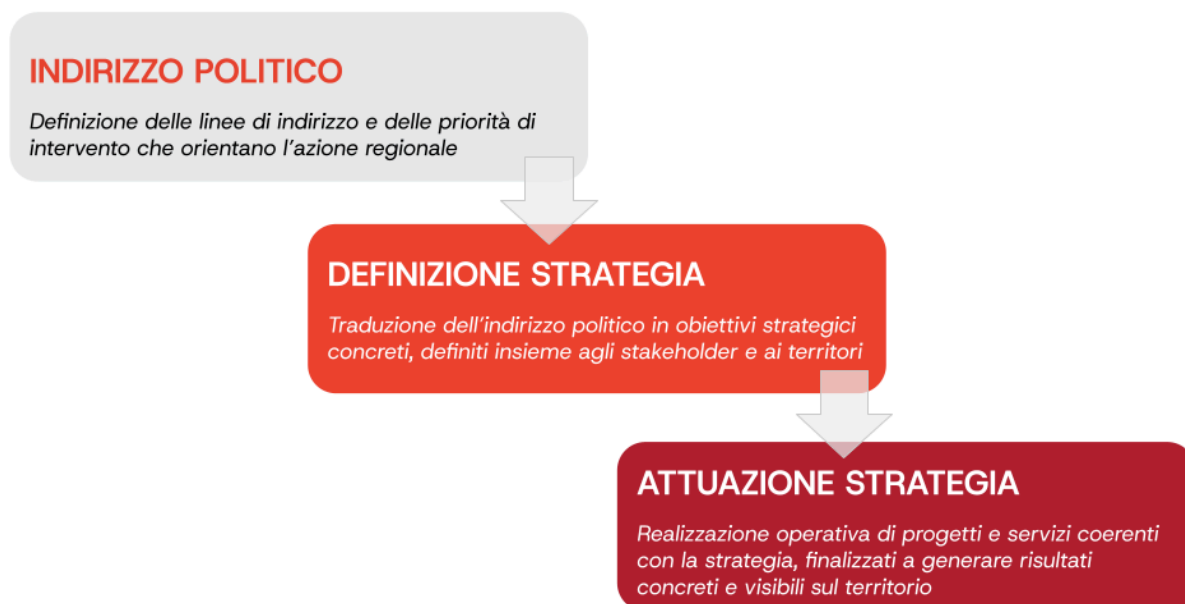 INDIRIZZO POLITICO
Definizione delle linee di indirizzo e delle priorità di
intervento che orientano l'azione regionale
DEFINIZIONE STRATEGIA
Traduzione dell'indirizzo politico in obiettivi strategici
concreti, definiti insieme agli stakeholder e ai territori
ATTUAZIONE STRATEGIA
Realizzazione operativa di progetti e servizi coerenti
con la strategia, finalizzati a generare risultati
concreti e visibili sul territorio